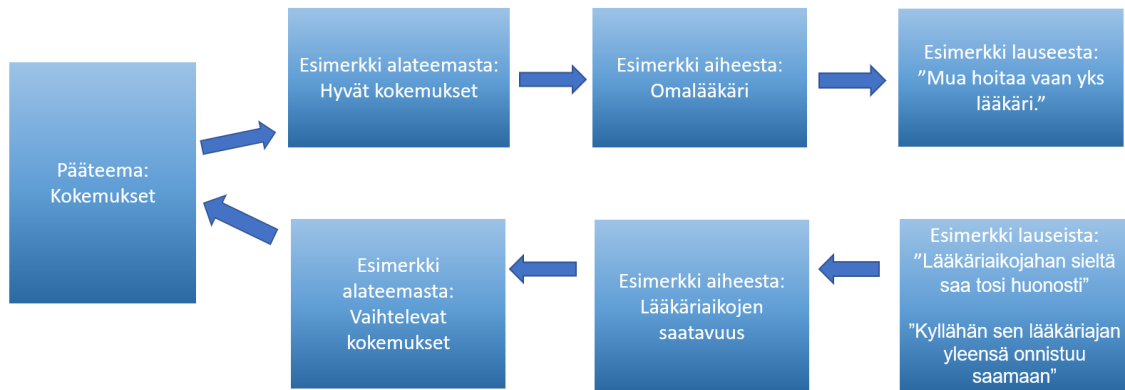 Pääteema:
Kokemukset
Esimerkki alateemasta:
Hyvät kokemukset
Esimerkki aiheesta:
Omalääkäri
Esimerkki lauseesta:
”Mua hoitaa vaan yks
lääkäri.”
Esimerkki
alateemasta:
Vaihtelevat
kokemukset
Esimerkki aiheesta:
Lääkäriaikojen
saatavuus
Esimerkki lauseista:
”Lääkäriaikojahan sieltä
saa tosi huonosti”
”Kyllähän sen lääkäriajan
yleensä onnistuu
saamaan”